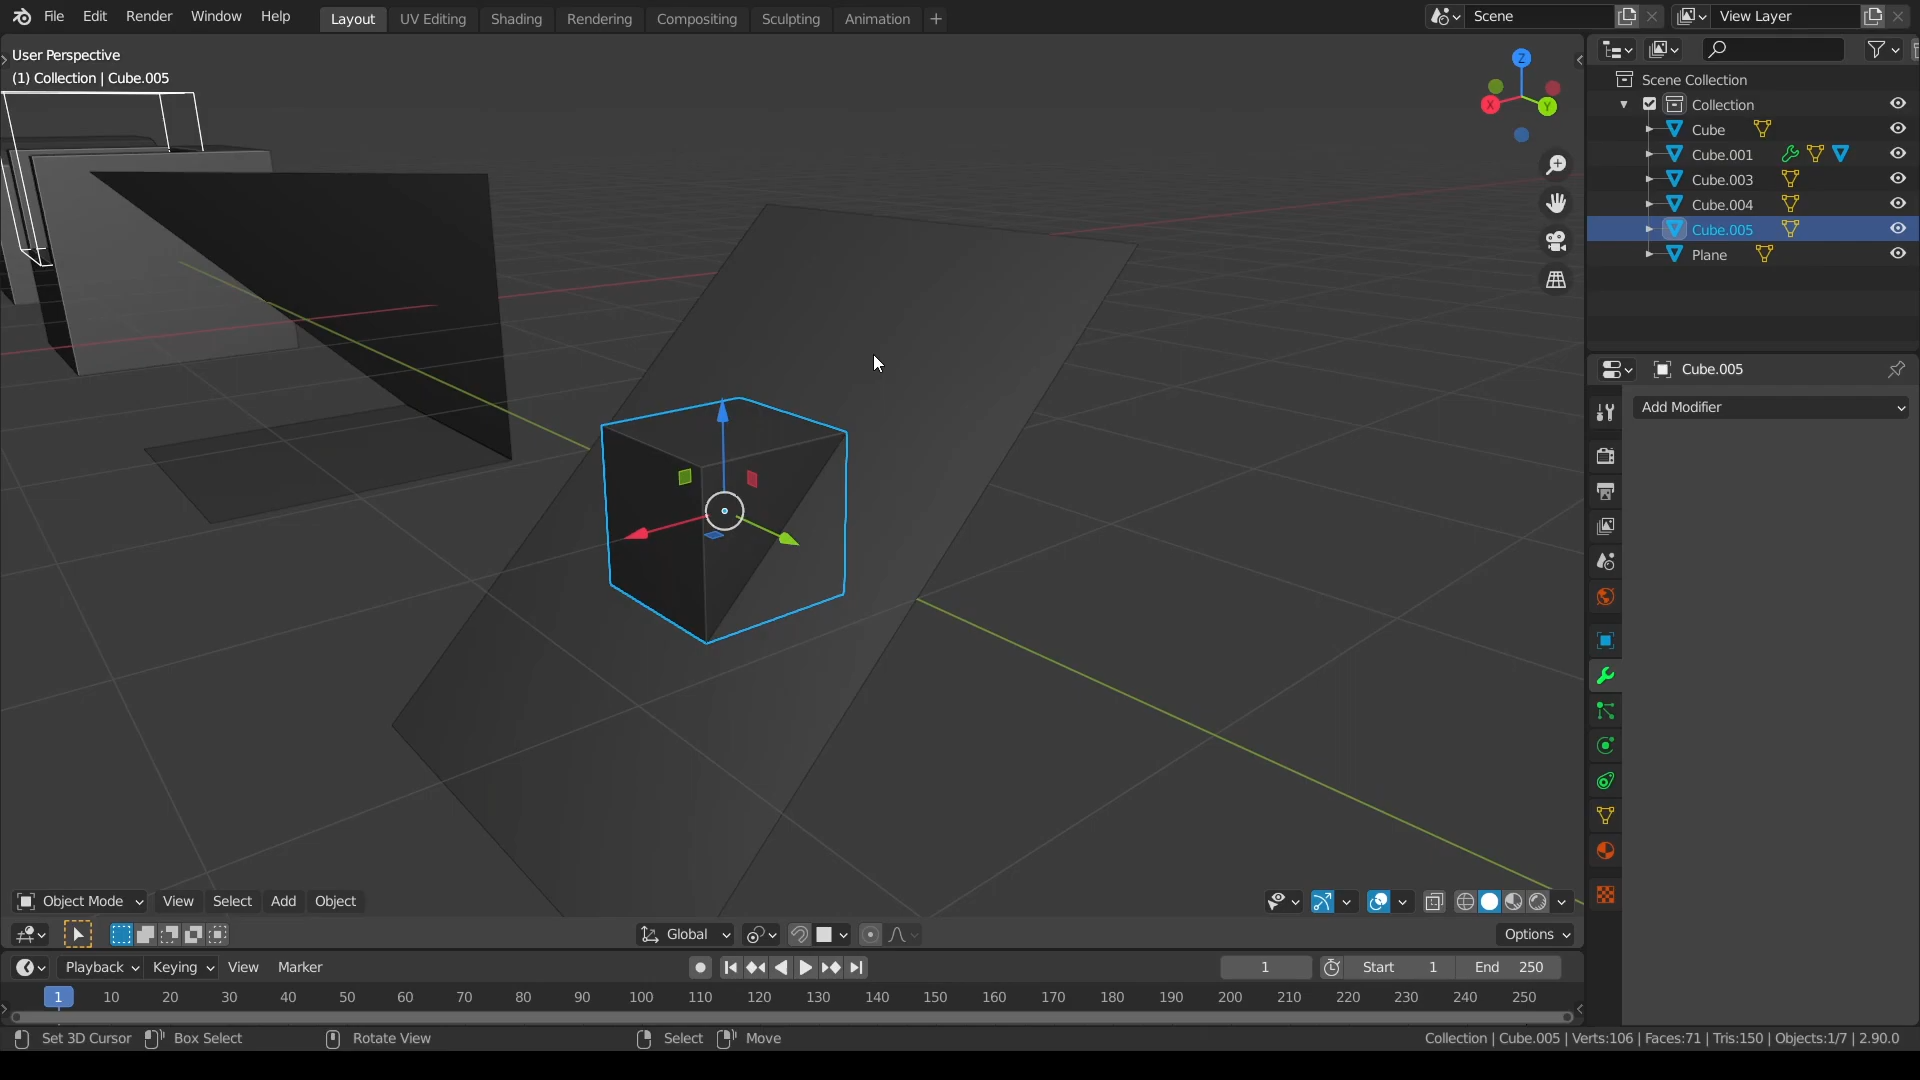 File Edit Render Window Help Layout UV Editing Shading Rendering Compositing Sculpting Animation + Scene View Layer
User Perspective
(1) Collection | Cube.005
Z
X
Y
Scene Collection
Collection
Cube
Cube.001
Cube.003
Cube.004
Cube.005
Plane
Cube.005
Add Modifier
Object Mode View Select Add Object
Global Options
Playback Keying View Marker 1 Start 1 End 250
1 10 20 30 40 50 60 70 80 90 100 110 120 130 140 150 160 170 180 190 200 210 220 230 240 250
Set 3D Cursor Box Select Rotate View Select Move Collection | Cube.005 | Verts:106 | Faces:71 | Tris:150 | Objects:1/7 | 2.90.0